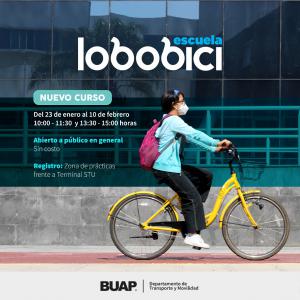 escuela
lobobici
NUEVO CURSO
Del 23 de enero al 10 de febrero
10:00 - 11:30 y 13:30 - 15:00 horas
Abierto a público en general
Sin costo
Registro: Zona de prácticas
frente a Terminal STU
BUAP
Departamento de
Transporte y Movilidad